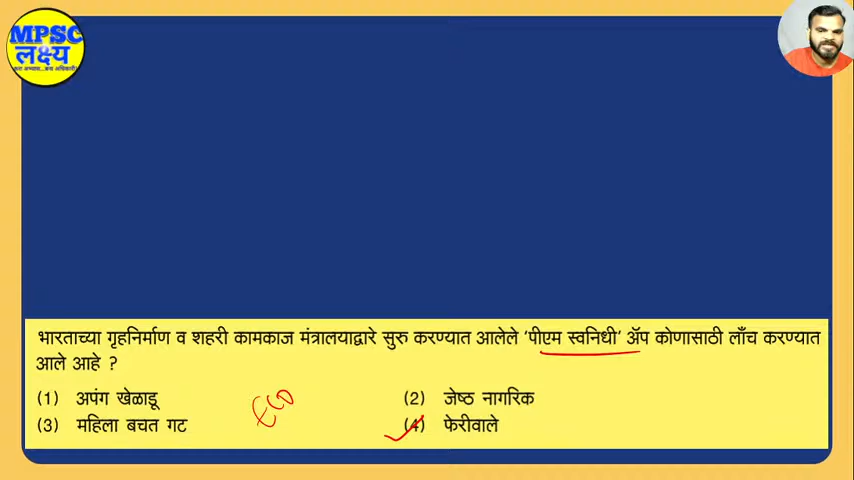 MPSC
लक्ष्य
भारताच्या गृहनिर्माण व शहरी कामकाज मंत्रालयाद्वारे सुरु करण्यात आलेले 'पीएम स्वनिधी' ॲप कोणासाठी लाँच करण्यात
आले आहे ?
(1) अपंग खेळाडू (2) जेष्ठ नागरिक
Eco
(3) महिला बचत गट (4) फेरीवाले